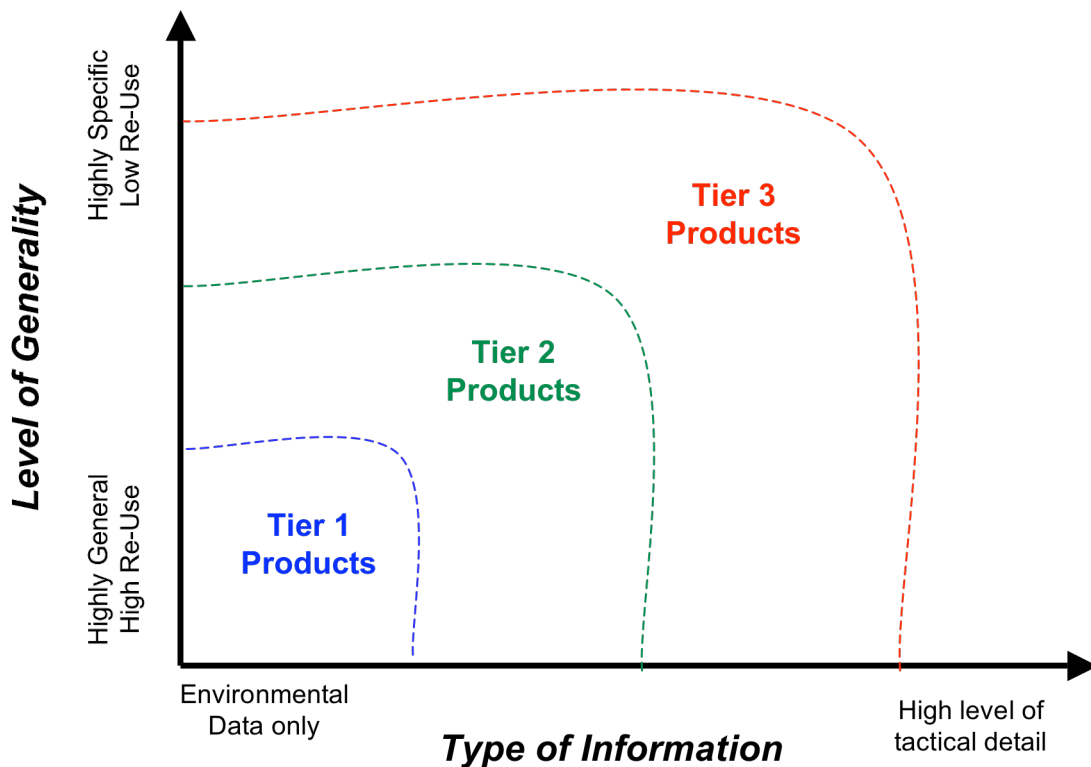 Level of Generality
Highly Specific
Low Re-Use
Highly General
High Re-Use
Tier 3
Products
Tier 2
Products
Tier 1
Products
Environmental
Data only
Type of Information
High level of
tactical detail